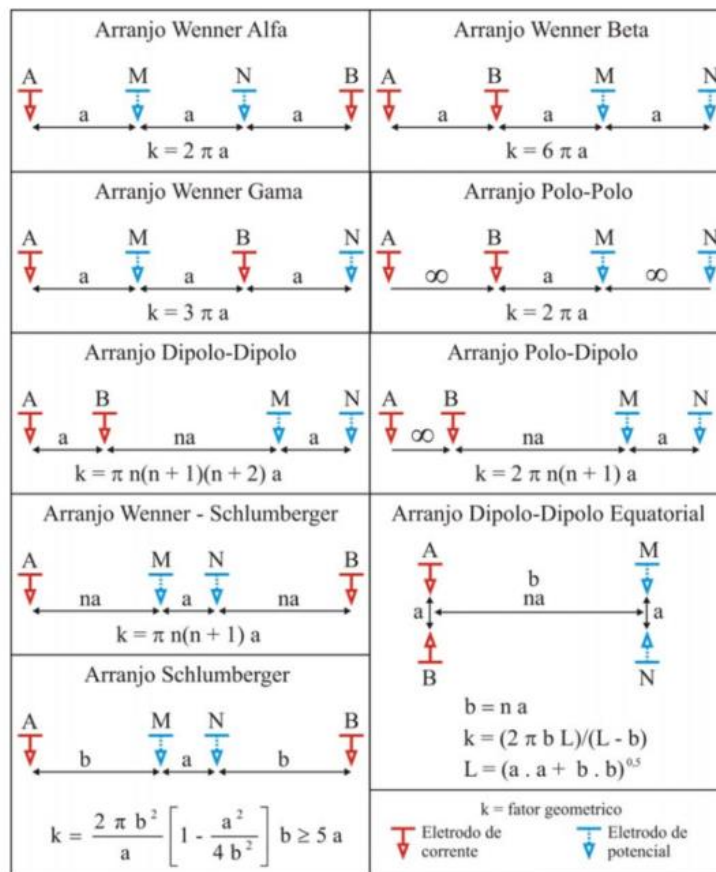 Arranjo Wenner Alfa
A M N B
a a a
k = 2 π a
Arranjo Wenner Beta
A B M N
a a a
k = 6 π a
Arranjo Wenner Gama
A M B N
a a a
k = 3 π a
Arranjo Polo-Polo
A B M N
∞ a ∞
k = 2 π a
Arranjo Dipolo-Dipolo
A B M N
a na a
k = π n(n + 1)(n + 2) a
Arranjo Polo-Dipolo
A B M N
∞ na a
k = 2 π n(n + 1) a
Arranjo Wenner - Schlumberger
A M N B
na a na
k = π n(n + 1) a
Arranjo Dipolo-Dipolo Equatorial
A M
b
na
a a
B N
b = n a
k = (2 π b L)/(L - b)
L = (a . a + b . b)^0,5
Arranjo Schlumberger
A M N B
b a b
k = 2 π b²/a [1 - a²/4 b²] b ≥ 5 a
k = fator geometrico
Eletrodo de
corrente
Eletrodo de
potencial